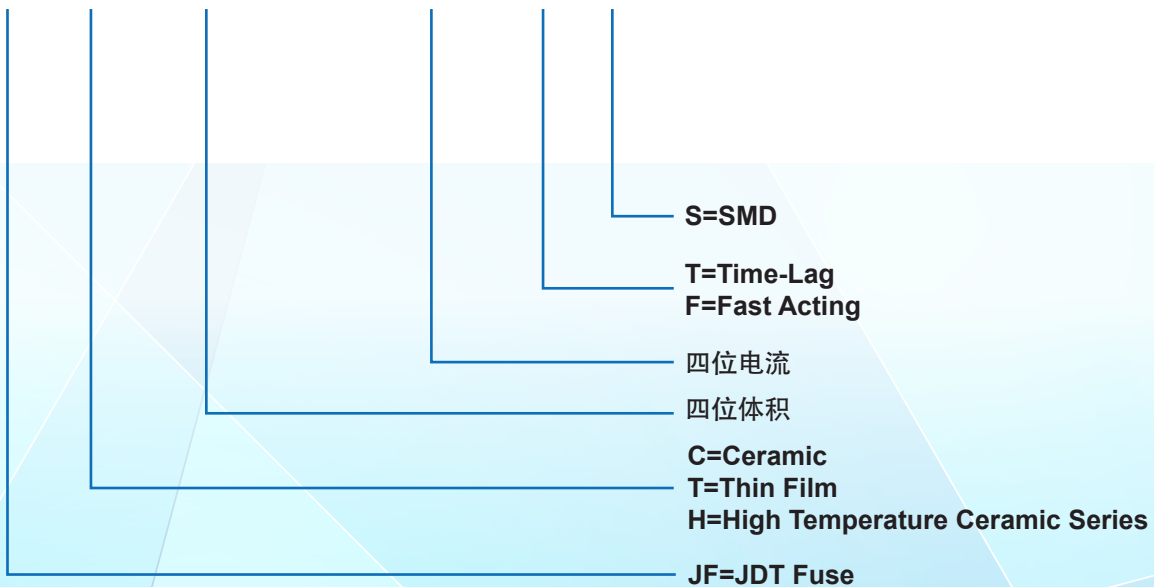 S=SMD
T=Time-Lag
F=Fast Acting
四位电流
四位体积
C=Ceramic
T=Thin Film
H=High Temperature Ceramic Series
JF=JDT Fuse